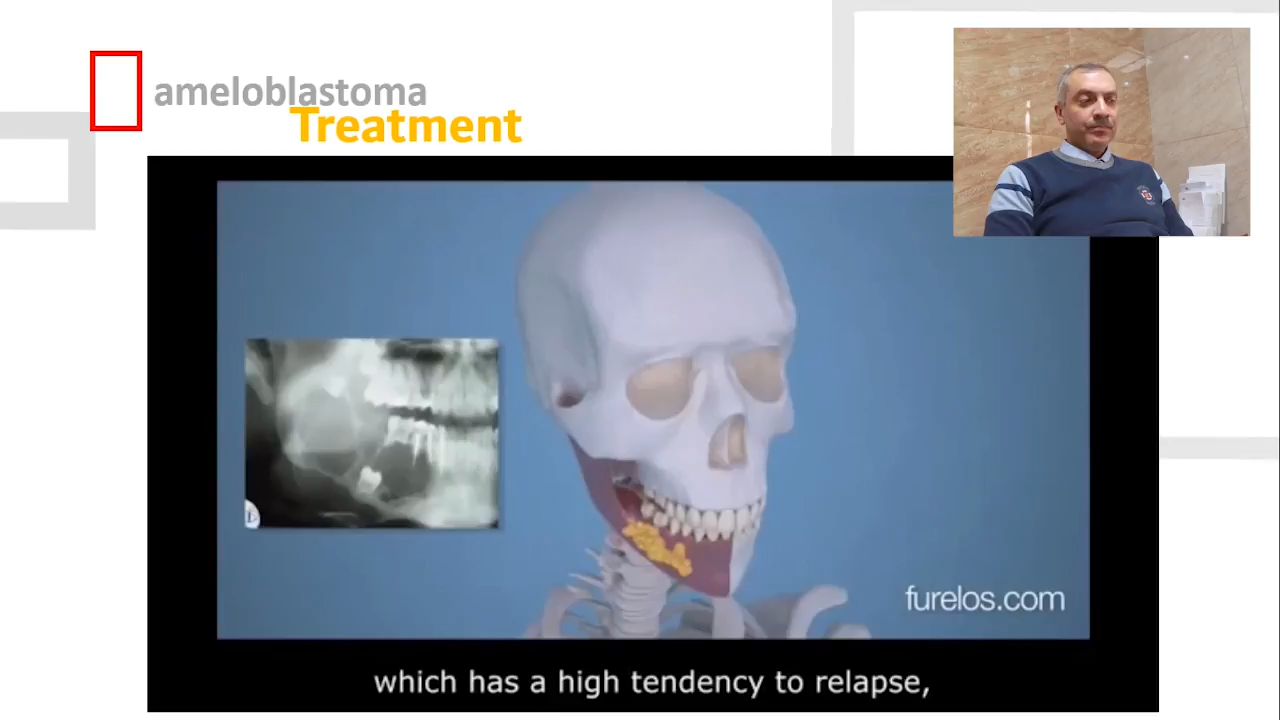 ameloblastoma
Treatment
furelos.com
which has a high tendency to relapse,